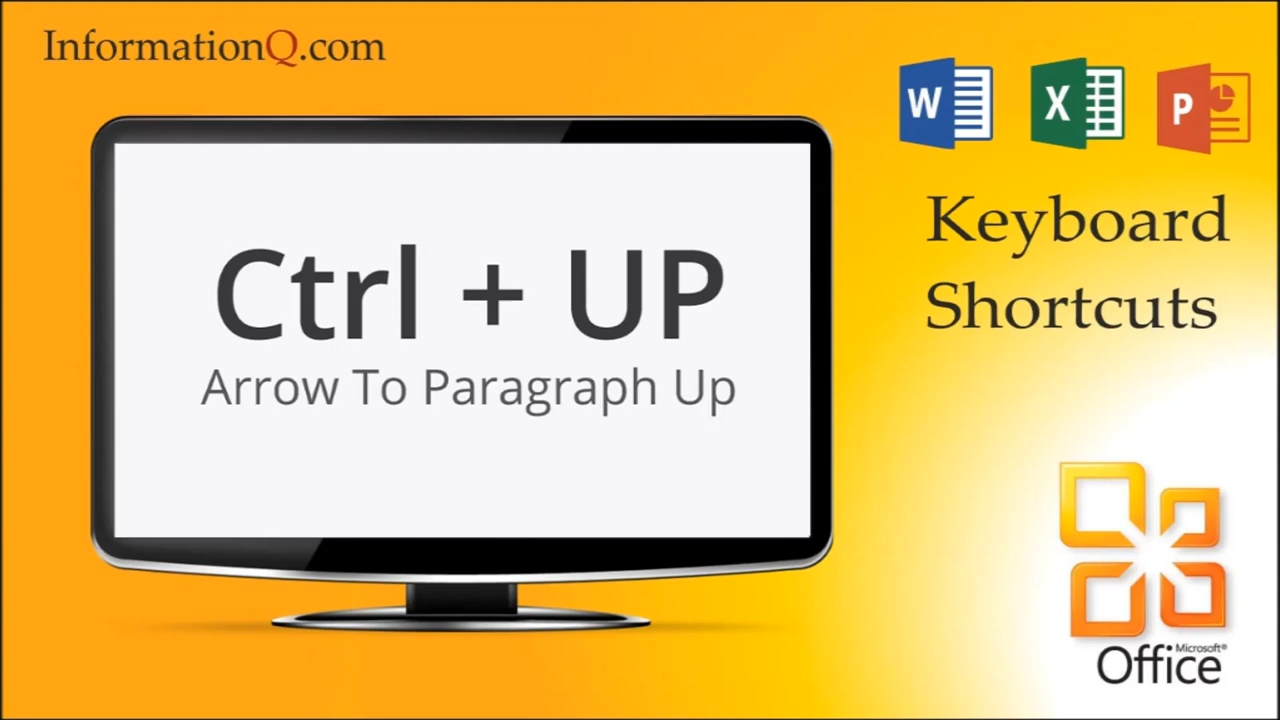 InformationQ.com
W X P
Keyboard
Shortcuts
Ctrl + UP
Arrow To Paragraph Up
Microsoft®
Office